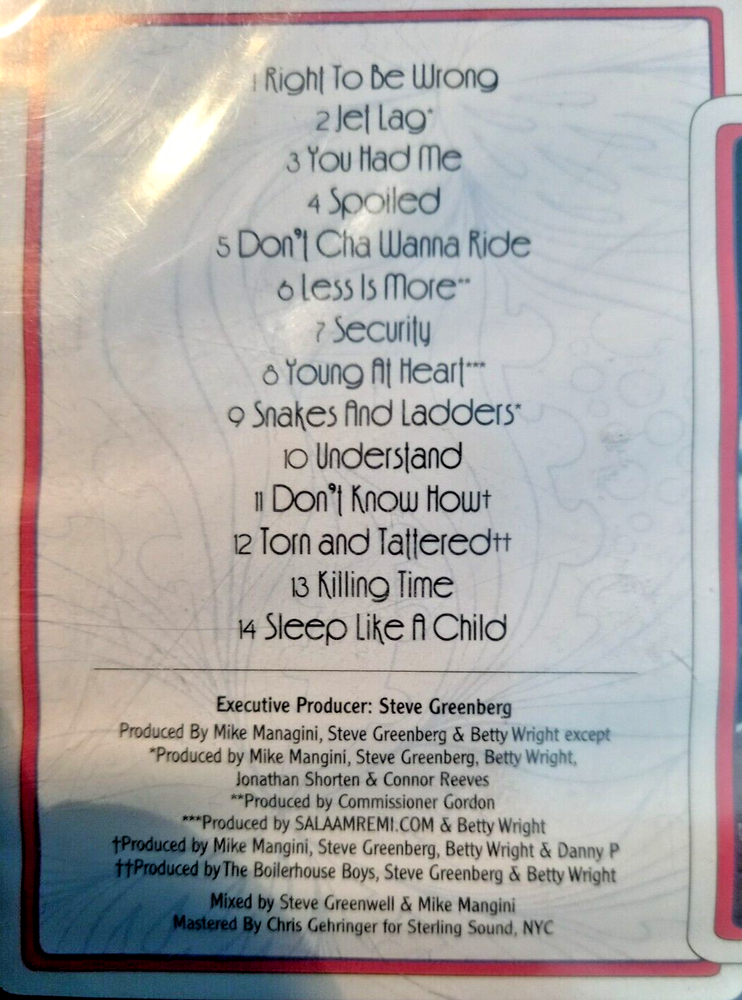 1 Right To Be Wrong
2 Jet Lag*
3 You Had Me
4 Spoiled
5 Don't Cha Wanna Ride
6 Less Is More**
7 Security
8 Young At Heart***
9 Snakes And Ladders*
10 Understand
11 Don't Know How†
12 Torn and Tattered††
13 Killing Time
14 Sleep Like A Child
Executive Producer: Steve Greenberg
Produced By Mike Managini, Steve Greenberg & Betty Wright except
*Produced by Mike Mangini, Steve Greenberg, Betty Wright,
Jonathan Shorten & Connor Reeves
**Produced by Commissioner Gordon
***Produced by SALAAMREMI.COM & Betty Wright
†Produced by Mike Mangini, Steve Greenberg, Betty Wright & Danny P
††Produced by The Boilerhouse Boys, Steve Greenberg & Betty Wright
Mixed by Steve Greenwell & Mike Mangini
Mastered By Chris Gehringer for Sterling Sound, NYC